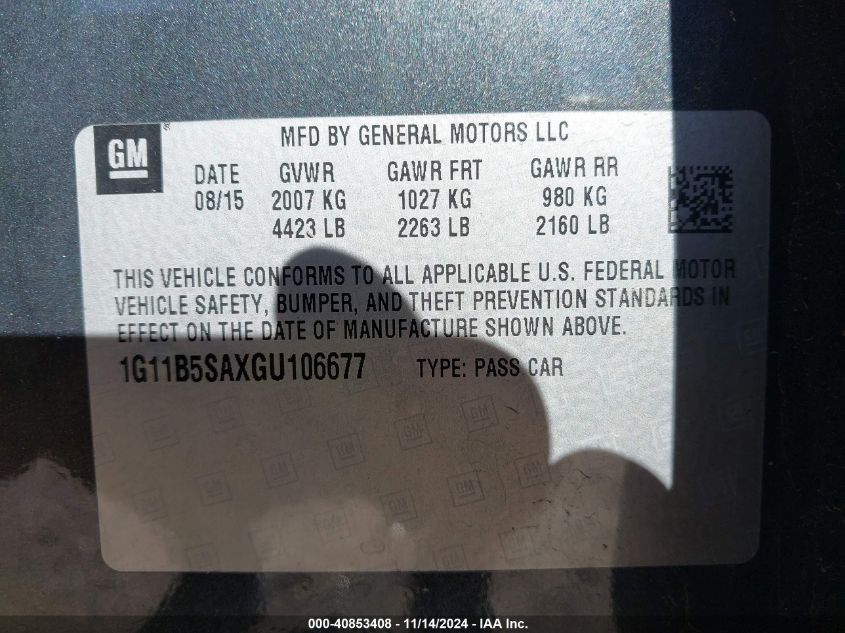 MFD BY GENERAL MOTORS LLC
GM
DATE GVWR GAWR FRT GAWR RR
08/15 2007 KG 1027 KG 980 KG
4423 LB 2263 LB 2160 LB
THIS VEHICLE CONFORMS TO ALL APPLICABLE U.S. FEDERAL MOTOR
VEHICLE SAFETY, BUMPER, AND THEFT PREVENTION STANDARDS IN
EFFECT ON THE DATE OF MANUFACTURE SHOWN ABOVE.
1G11B5SAXGU106677 TYPE: PASS CAR
000-40853408 - 11/14/2024 - IAA Inc.